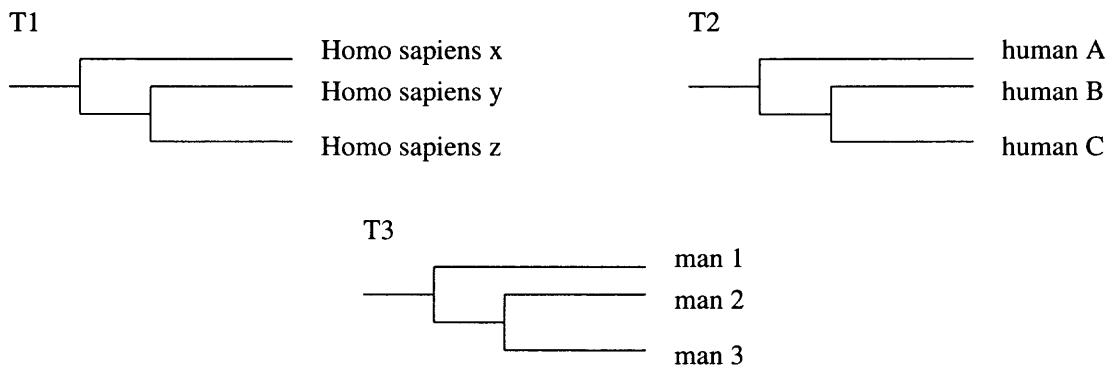 T1
Homo sapiens x
Homo sapiens y
Homo sapiens z
T2
human A
human B
human C
T3
man 1
man 2
man 3